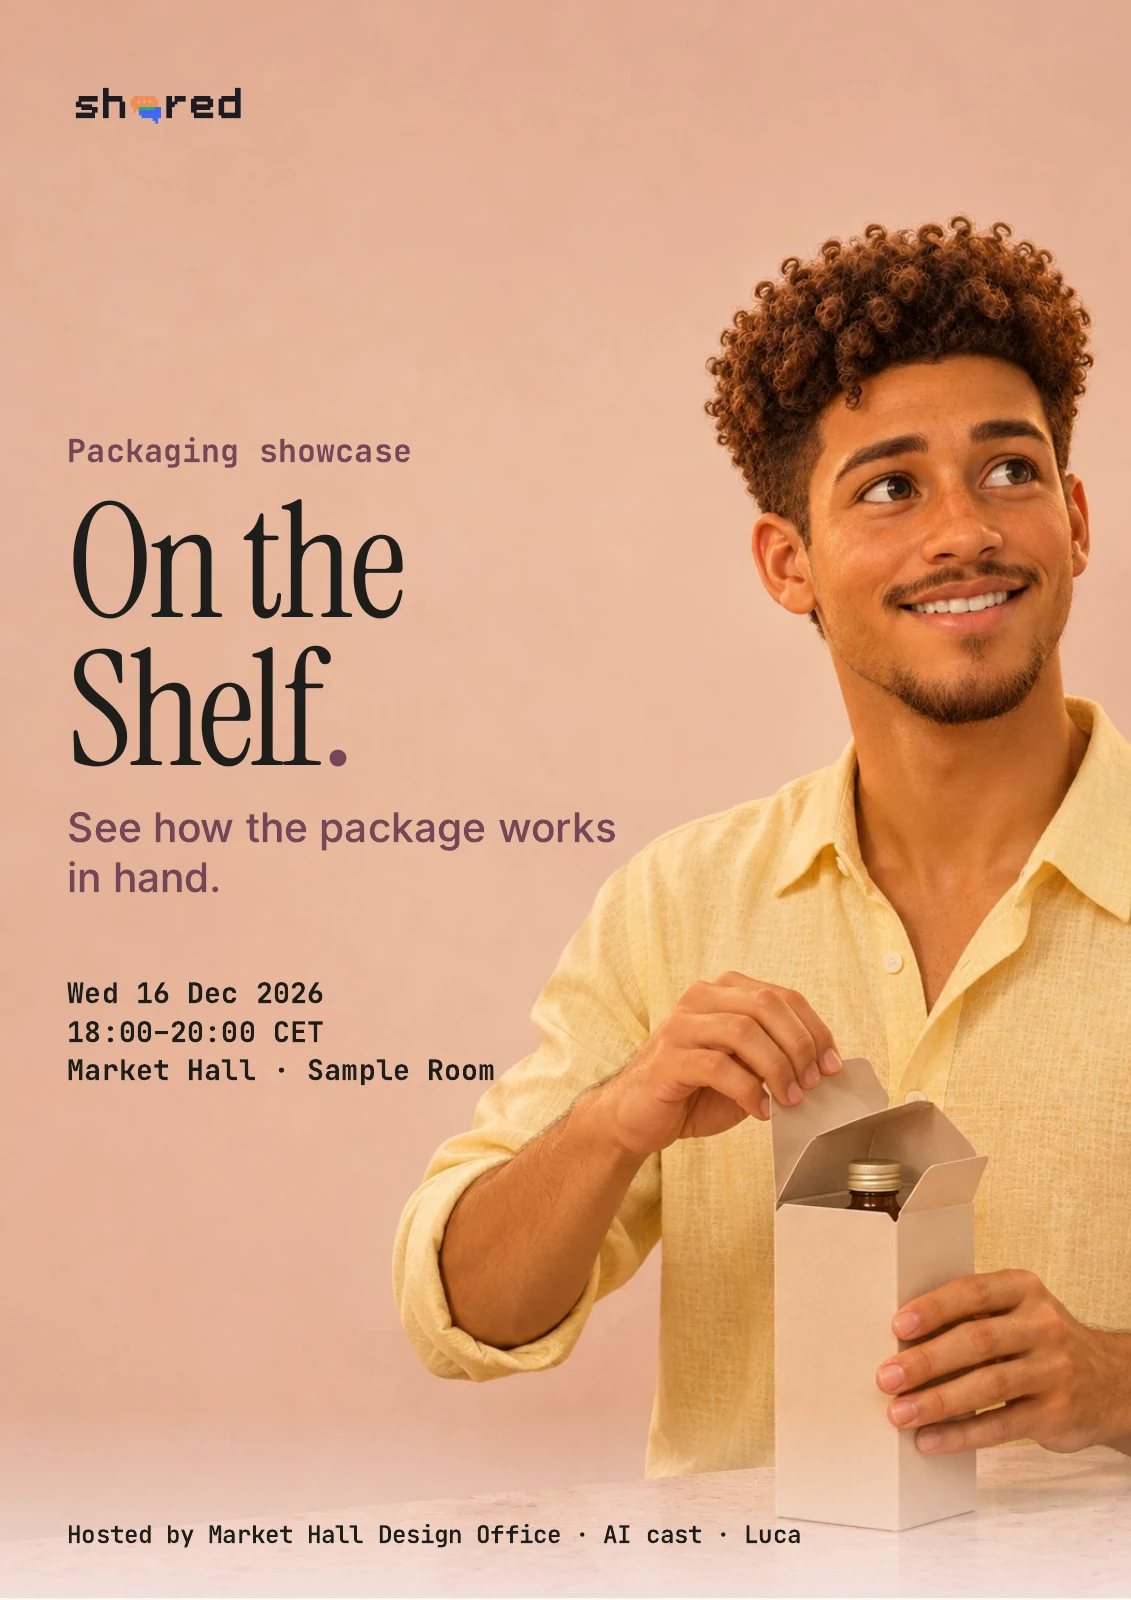 shared
Packaging showcase
On the
Shelf.
See how the package works
in hand.
Wed 16 Dec 2026
18:00–20:00 CET
Market Hall · Sample Room
Hosted by Market Hall Design Office · AI cast · Luca